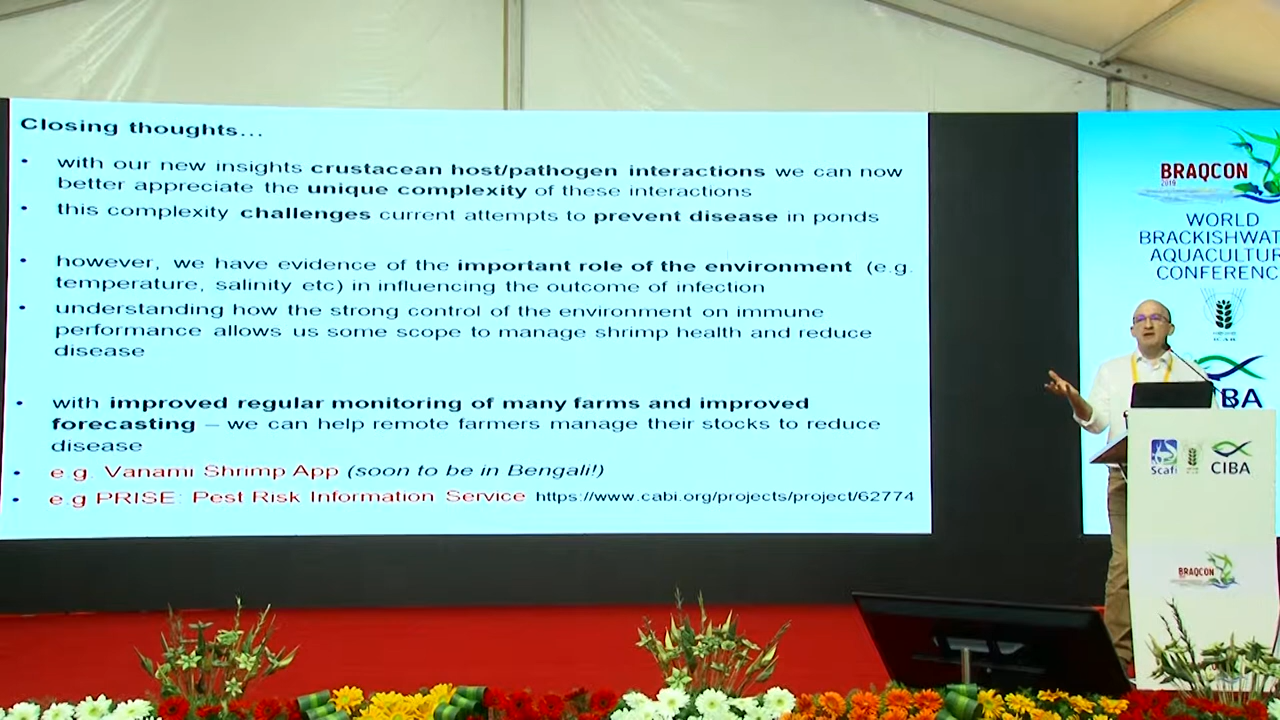 Closing thoughts...
• with our new insights crustacean host/pathogen interactions we can now
better appreciate the unique complexity of these interactions
• this complexity challenges current attempts to prevent disease in ponds
• however, we have evidence of the important role of the environment (e.g.
temperature, salinity etc) in influencing the outcome of infection
• understanding how the strong control of the environment on immune
performance allows us some scope to manage shrimp health and reduce
disease
• with improved regular monitoring of many farms and improved
forecasting – we can help remote farmers manage their stocks to reduce
disease
• e.g. Vanami Shrimp App (soon to be in Bengali!)
• e.g PRISE: Pest Risk Information Service https://www.cabi.org/projects/project/62774
BRAQCON
2019
WORLD
BRACKISHWAT
AQUACULTUR
CONFERENC
BA
Scafi
CIBA
BRAQCON